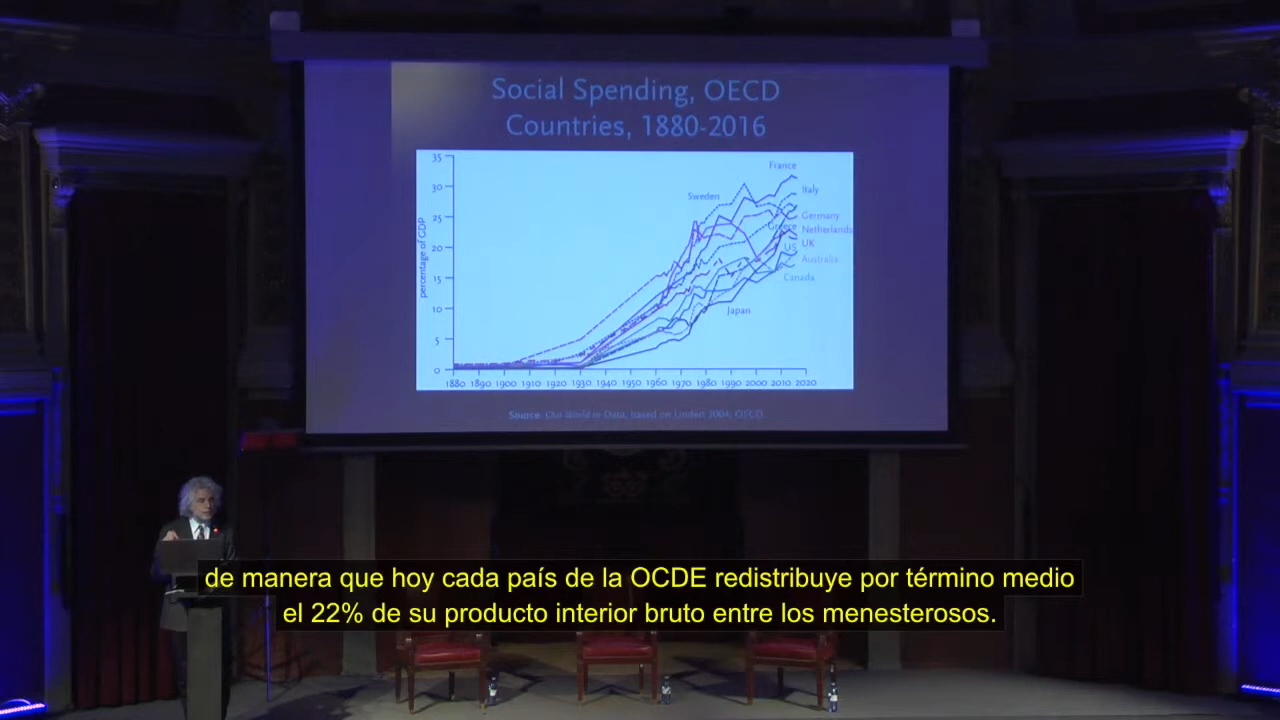 Social Spending, OECD
Countries, 1880-2016
percentage of GDP
35
30
25
20
15
10
5
0
1880 1890 1900 1910 1920 1930 1940 1950 1960 1970 1980 1990 2000 2010 2020
France
Italy
Sweden
Germany
Greece
Netherlands
UK
US
Australia
Canada
Japan
Source: Our World in Data, based on Lindert 2004, OECD
de manera que hoy cada país de la OCDE redistribuye por término medio
el 22% de su producto interior bruto entre los menesterosos.